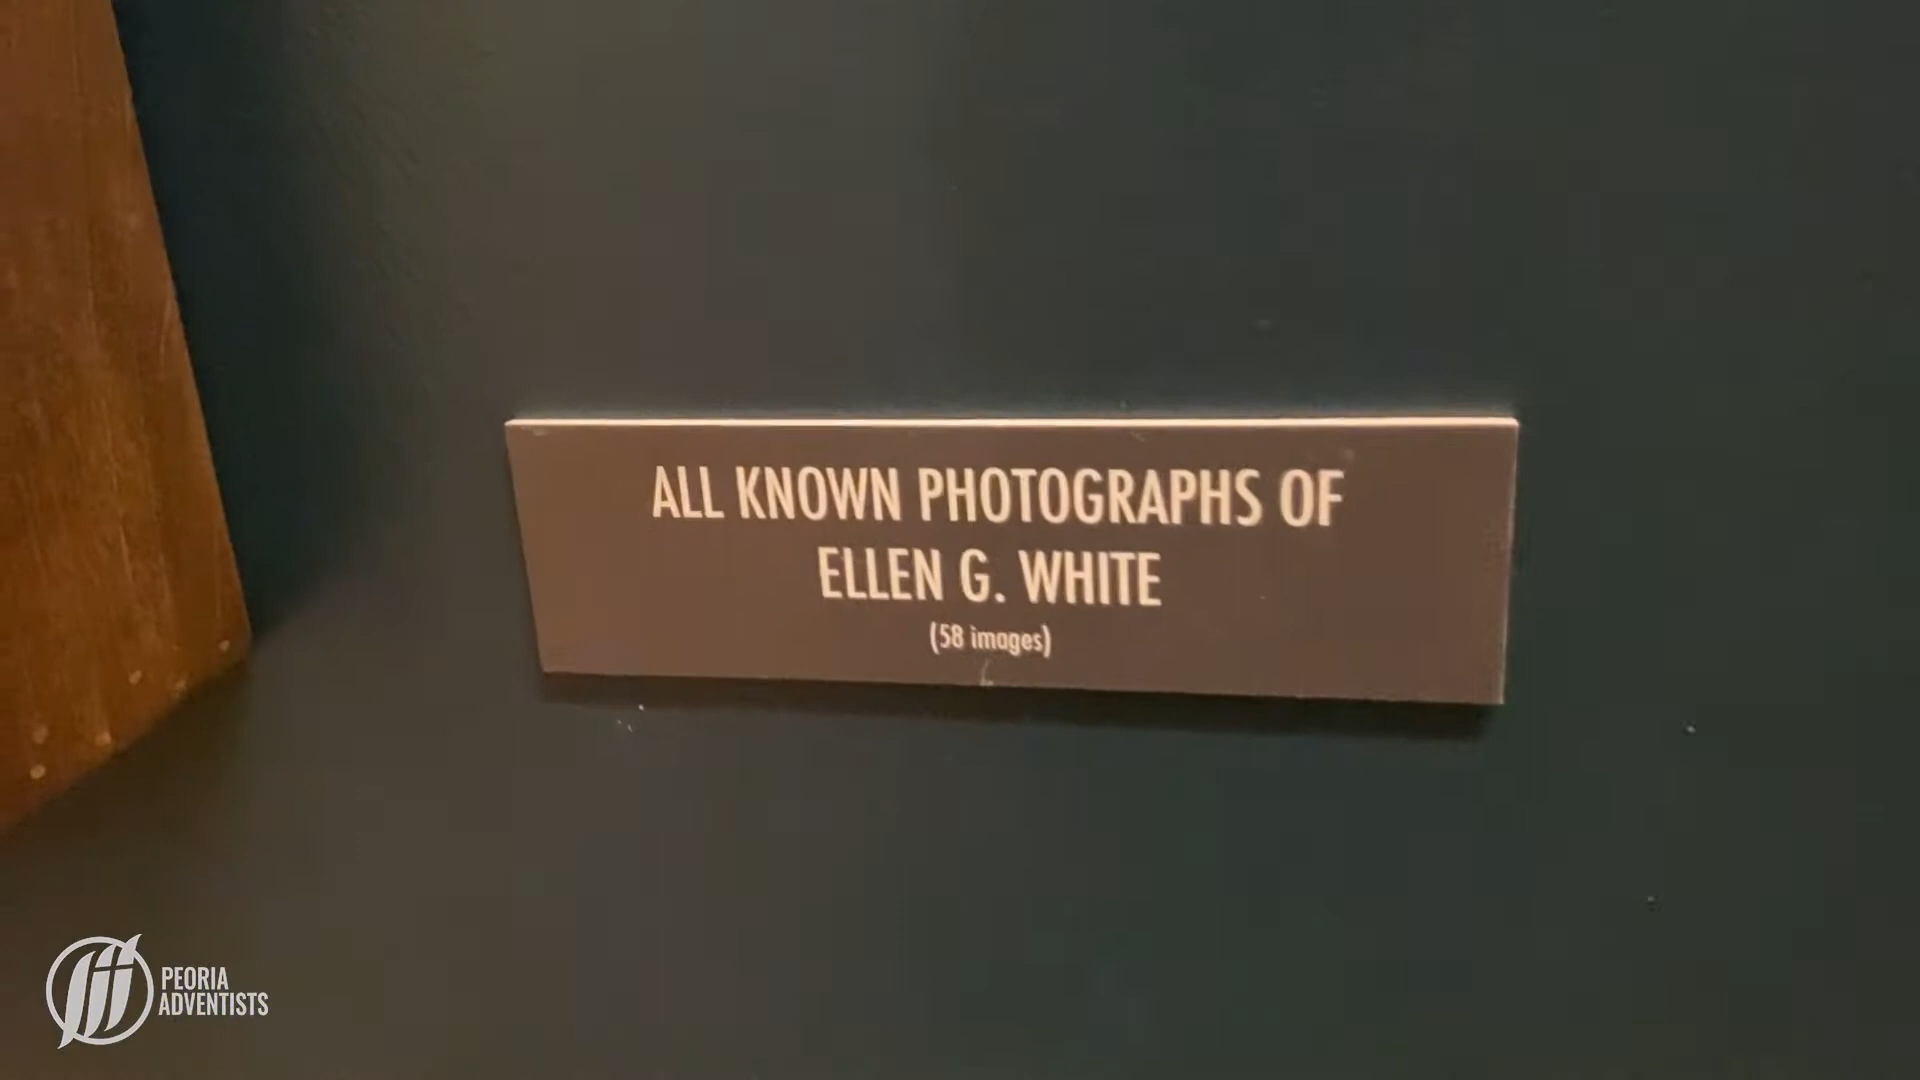 ALL KNOWN PHOTOGRAPHS OF
ELLEN G. WHITE
(58 images)
PEORIA
ADVENTISTS